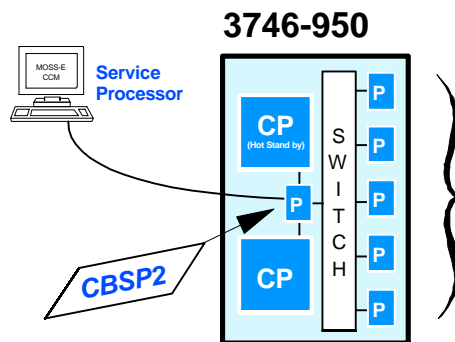 3746-950
MOSS-E
CCM
Service
Processor
CP
(Hot Stand by)
P
CP
CBSP2
S
W
I
T
C
H
P
P
P
P
P